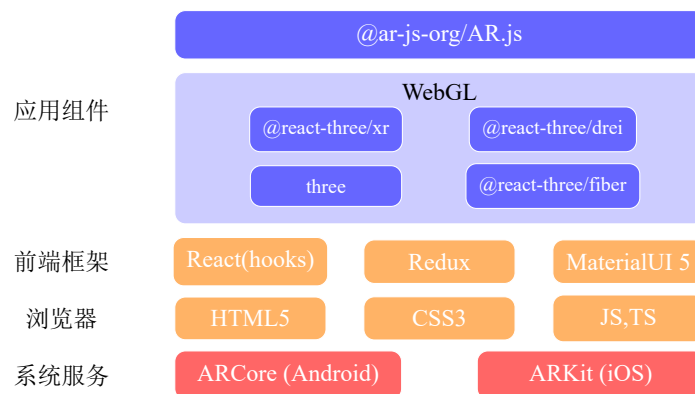 @ar-js-org/AR.js
应用组件
WebGL
@react-three/xr
@react-three/drei
three
@react-three/fiber
前端框架
React(hooks)
Redux
MaterialUI 5
浏览器
HTML5
CSS3
JS,TS
系统服务
ARCore (Android)
ARKit (iOS)